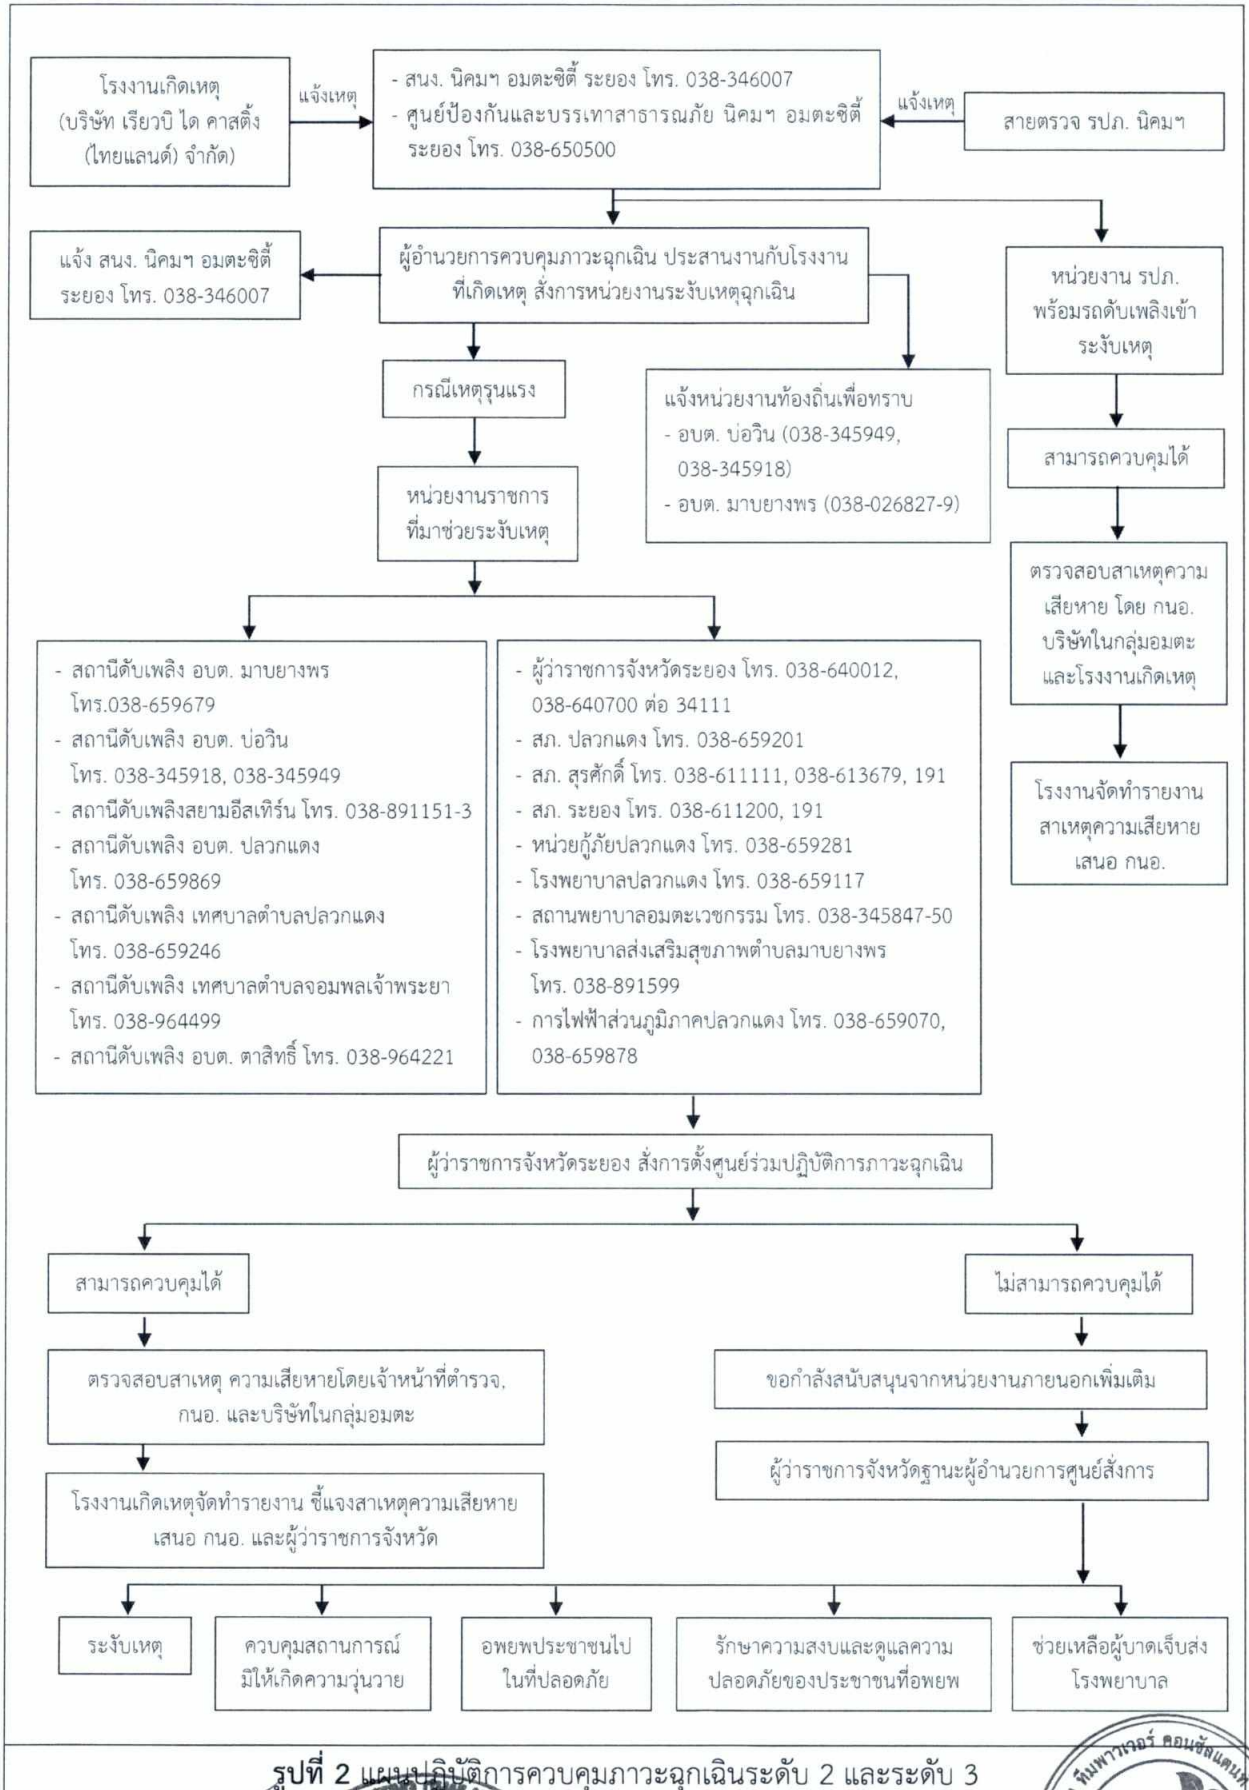 โรงงานเกิดเหตุ
(บริษัท เรียวบิ ได คาสติ้ง
(ไทยแลนด์) จำกัด)
แจ้งเหตุ
- สนง. นิคมฯ อมตะซิตี้ ระยอง โทร. 038-346007
- ศูนย์ป้องกันและบรรเทาสาธารณภัย นิคมฯ อมตะซิตี้
ระยอง โทร. 038-650500
แจ้งเหตุ
สายตรวจ รปภ. นิคมฯ
แจ้ง สนง. นิคมฯ อมตะซิตี้
ระยอง โทร. 038-346007
ผู้อำนวยการควบคุมภาวะฉุกเฉิน ประสานงานกับโรงงาน
ที่เกิดเหตุ สั่งการหน่วยงานระงับเหตุฉุกเฉิน
หน่วยงาน รปภ.
พร้อมรถดับเพลิงเข้า
ระงับเหตุ
กรณีเหตุรุนแรง
แจ้งหน่วยงานท้องถิ่นเพื่อทราบ
- อบต. บ่อวิน (038-345949,
038-345918)
- อบต. มาบยางพร (038-026827-9)
สามารถควบคุมได้
หน่วยงานราชการ
ที่มาช่วยระงับเหตุ
ตรวจสอบสาเหตุความ
เสียหาย โดย กนอ.
บริษัทในกลุ่มอมตะ
และโรงงานเกิดเหตุ
โรงงานจัดทำรายงาน
สาเหตุความเสียหาย
เสนอ กนอ.
- สถานีดับเพลิง อบต. มาบยางพร
โทร.038-659679
- สถานีดับเพลิง อบต. บ่อวิน
โทร. 038-345918, 038-345949
- สถานีดับเพลิงสยามอีสเทิร์น โทร. 038-891151-3
- สถานีดับเพลิง อบต. ปลวกแดง
โทร. 038-659869
- สถานีดับเพลิง เทศบาลตำบลปลวกแดง
โทร. 038-659246
- สถานีดับเพลิง เทศบาลตำบลจอมพลเจ้าพระยา
โทร. 038-964499
- สถานีดับเพลิง อบต. ตาสิทธิ์ โทร. 038-964221
- ผู้ว่าราชการจังหวัดระยอง โทร. 038-640012,
038-640700 ต่อ 34111
- สภ. ปลวกแดง โทร. 038-659201
- สภ. สุรศักดิ์ โทร. 038-611111, 038-613679, 191
- สภ. ระยอง โทร. 038-611200, 191
- หน่วยกู้ภัยปลวกแดง โทร. 038-659281
- โรงพยาบาลปลวกแดง โทร. 038-659117
- สถานพยาบาลอมตะเวชกรรม โทร. 038-345847-50
- โรงพยาบาลส่งเสริมสุขภาพตำบลมาบยางพร
โทร. 038-891599
- การไฟฟ้าส่วนภูมิภาคปลวกแดง โทร. 038-659070,
038-659878
ผู้ว่าราชการจังหวัดระยอง สั่งการตั้งศูนย์ร่วมปฏิบัติการภาวะฉุกเฉิน
สามารถควบคุมได้
ไม่สามารถควบคุมได้
ตรวจสอบสาเหตุ ความเสียหายโดยเจ้าหน้าที่ตำรวจ,
กนอ. และบริษัทในกลุ่มอมตะ
ขอกำลังสนับสนุนจากหน่วยงานภายนอกเพิ่มเติม
โรงงานเกิดเหตุจัดทำรายงาน ชี้แจงสาเหตุความเสียหาย
เสนอ กนอ. และผู้ว่าราชการจังหวัด
ผู้ว่าราชการจังหวัดฐานะผู้อำนวยการศูนย์สั่งการ
ระงับเหตุ
ควบคุมสถานการณ์
มิให้เกิดความวุ่นวาย
อพยพประชาชนไป
ในที่ปลอดภัย
รักษาความสงบและดูแลความ
ปลอดภัยของประชาชนที่อพยพ
ช่วยเหลือผู้บาดเจ็บส่ง
โรงพยาบาล
รูปที่ 2 แผนปฏิบัติการควบคุมภาวะฉุกเฉินระดับ 2 และระดับ 3